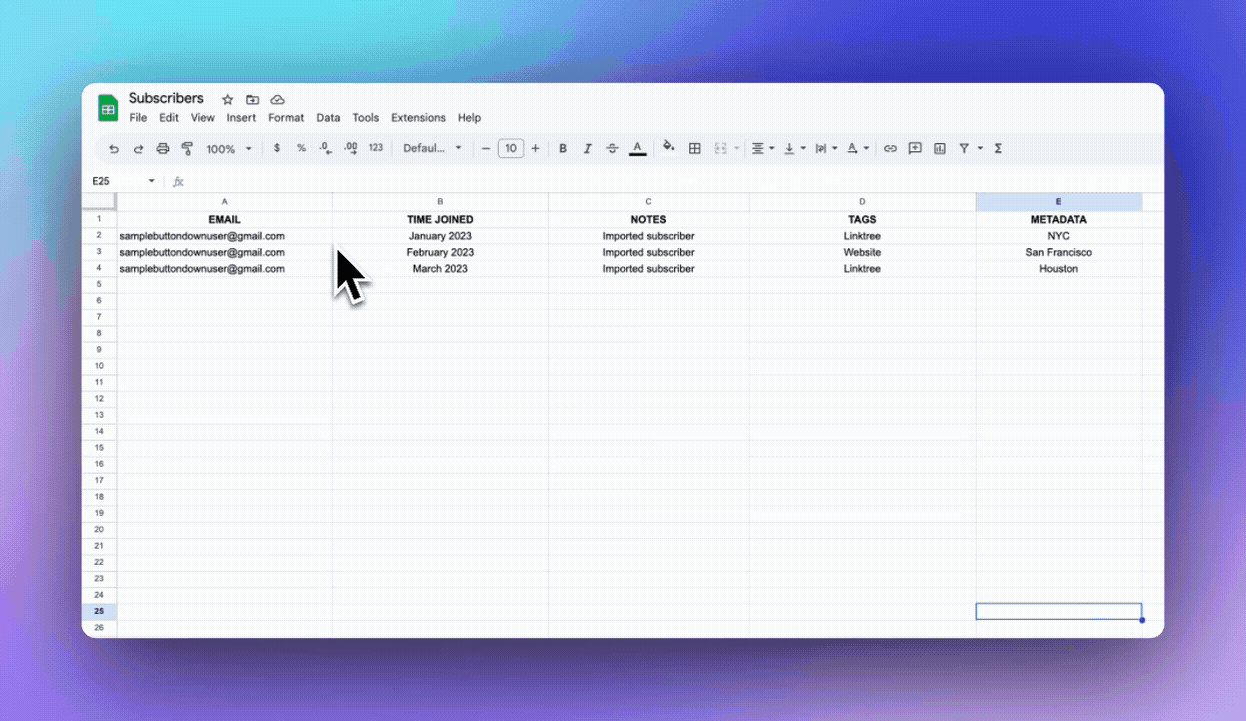 Subscribers
File Edit View Insert Format Data Tools Extensions Help
100% $ % .0 .00 123 Defaul... − 10 + B I S A Σ
E25 fx
A B C D E
1 EMAIL TIME JOINED NOTES TAGS METADATA
2 samplebuttondownuser@gmail.com January 2023 Imported subscriber Linktree NYC
3 samplebuttondownuser@gmail.com February 2023 Imported subscriber Website San Francisco
4 samplebuttondownuser@gmail.com March 2023 Imported subscriber Linktree Houston
5
6
7
8
9
10
11
12
13
14
15
16
17
18
19
20
21
22
23
24
25
26